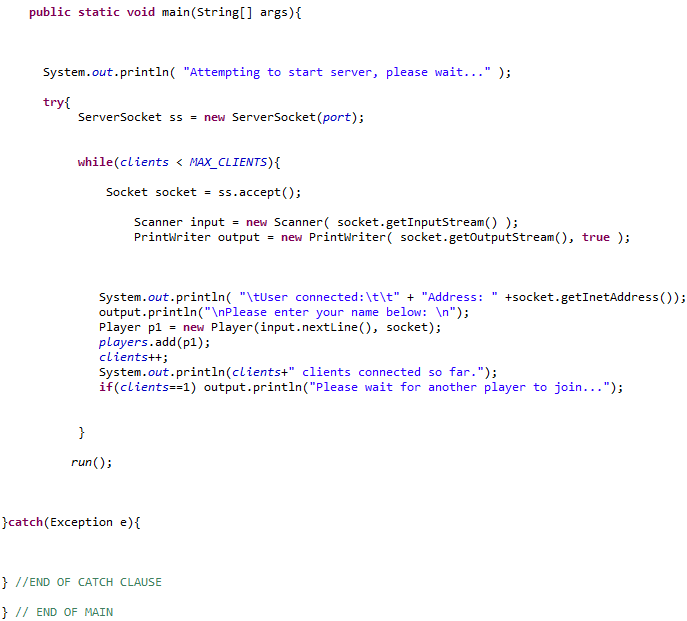 public static void main(String[] args){
System.out.println( "Attempting to start server, please wait..." );
try{
ServerSocket ss = new ServerSocket(port);
while(clients < MAX_CLIENTS){
Socket socket = ss.accept();
Scanner input = new Scanner( socket.getInputStream() );
PrintWriter output = new PrintWriter( socket.getOutputStream(), true );
System.out.println( "\tUser connected:\t\t" + "Address: " +socket.getInetAddress());
output.println("\nPlease enter your name below: \n");
Player p1 = new Player(input.nextLine(), socket);
players.add(p1);
clients++;
System.out.println(clients+" clients connected so far.");
if(clients==1) output.println("Please wait for another player to join...");
}
run();
}catch(Exception e){
} //END OF CATCH CLAUSE
} // END OF MAIN